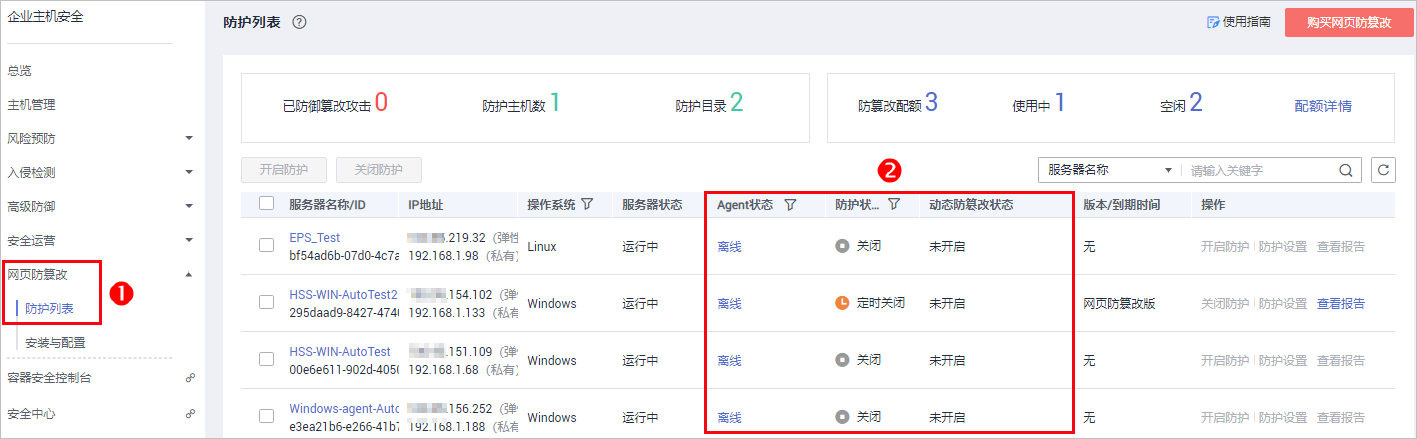 企业主机安全
总览
主机管理
风险预防
入侵检测
高级防御
安全运营
网页防篡改
防护列表
安装与配置
容器安全控制台
安全中心
1
防护列表 ?
使用指南
购买网页防篡改
已防御篡改攻击 0 防护主机数 1 防护目录 2
防篡改配额 3 使用中 1 空闲 2 配额详情
开启防护 关闭防护
2
服务器名称 请输入关键字
服务器名称/ID IP地址 操作系统 服务器状态 Agent状态 防护状... 动态防篡改状态 版本/到期时间 操作
EPS_Test .219.32 (弹性 Linux 运行中 离线 关闭 未开启 无 开启防护 防护设置 查看报告
bf54ad6b-07d0-4c7a 192.168.1.98 (私有)
HSS-WIN-AutoTest2 .154.102 (弹 Windows 运行中 离线 定时关闭 未开启 网页防篡改版 关闭防护 防护设置 查看报告
295daad9-8427-4740 192.168.1.133 (私有
HSS-WIN-AutoTest .151.109 (弹 Windows 运行中 离线 关闭 未开启 无 开启防护 防护设置 查看报告
00e6e611-902d-4050 192.168.1.68 (私有)
Windows-agent-Auto .156.252 (弹 Windows 运行中 离线 关闭 未开启 无 开启防护 防护设置 查看报告
e3ea21b6-e266-41b7 192.168.1.188 (私有